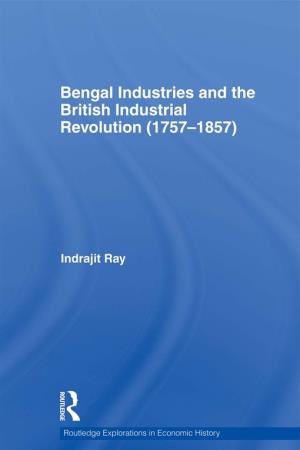 Bengal Industries and the
British Industrial
Revolution (1757–1857)
Indrajit Ray
ROUTLEDGE
Routledge Explorations in Economic History